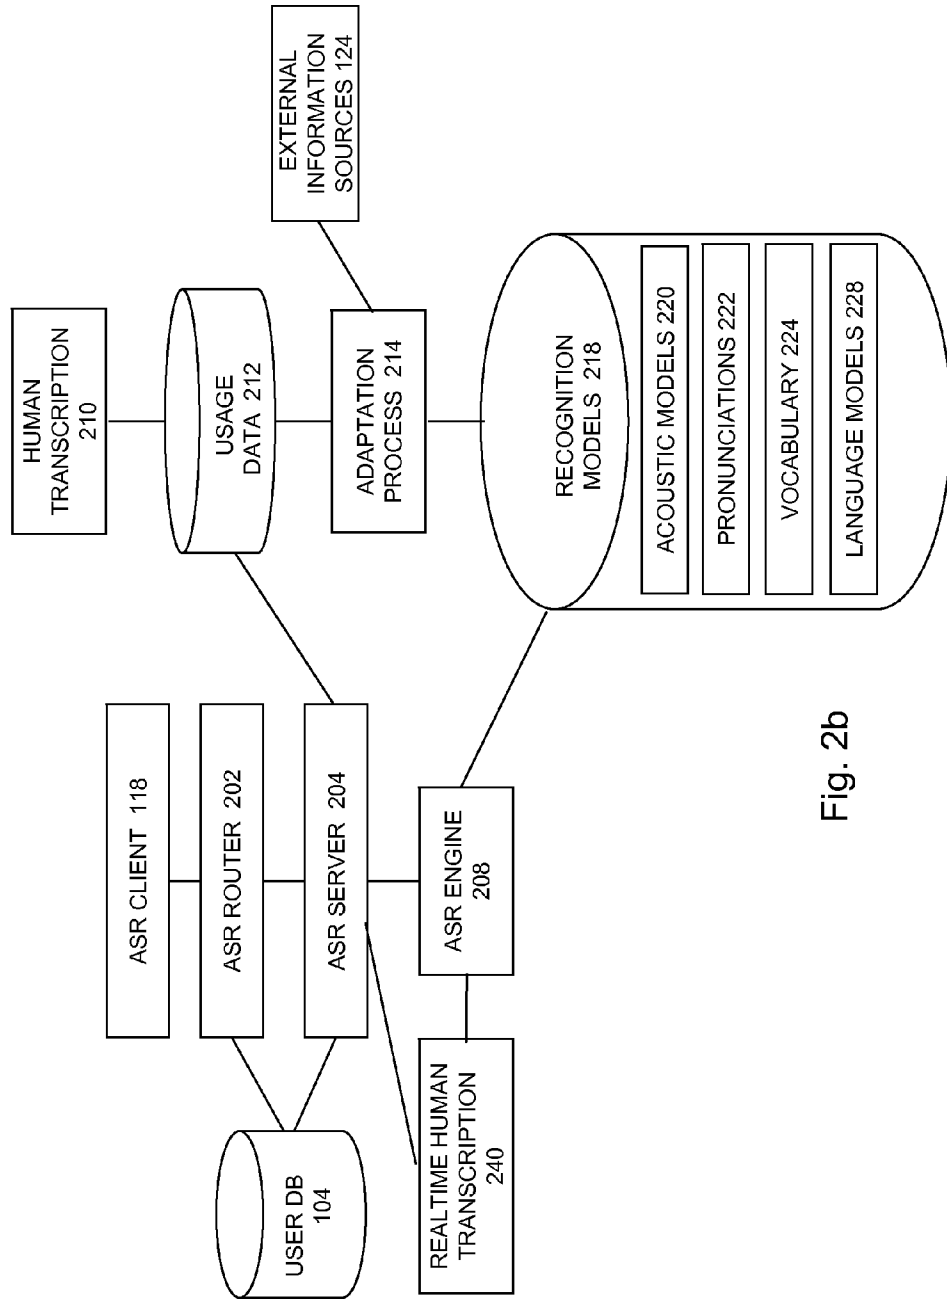 HUMAN
TRANSCRIPTION
210
ASR CLIENT 118
USAGE
DATA 212
ASR ROUTER 202
USER DB
104
EXTERNAL
INFORMATION
SOURCES 124
ASR SERVER 204
ADAPTATION
PROCESS 214
REALTIME HUMAN
TRANSCRIPTION
240
ASR ENGINE
208
RECOGNITION
MODELS 218
ACOUSTIC MODELS 220
PRONUNCIATIONS 222
VOCABULARY 224
LANGUAGE MODELS 228
Fig. 2b